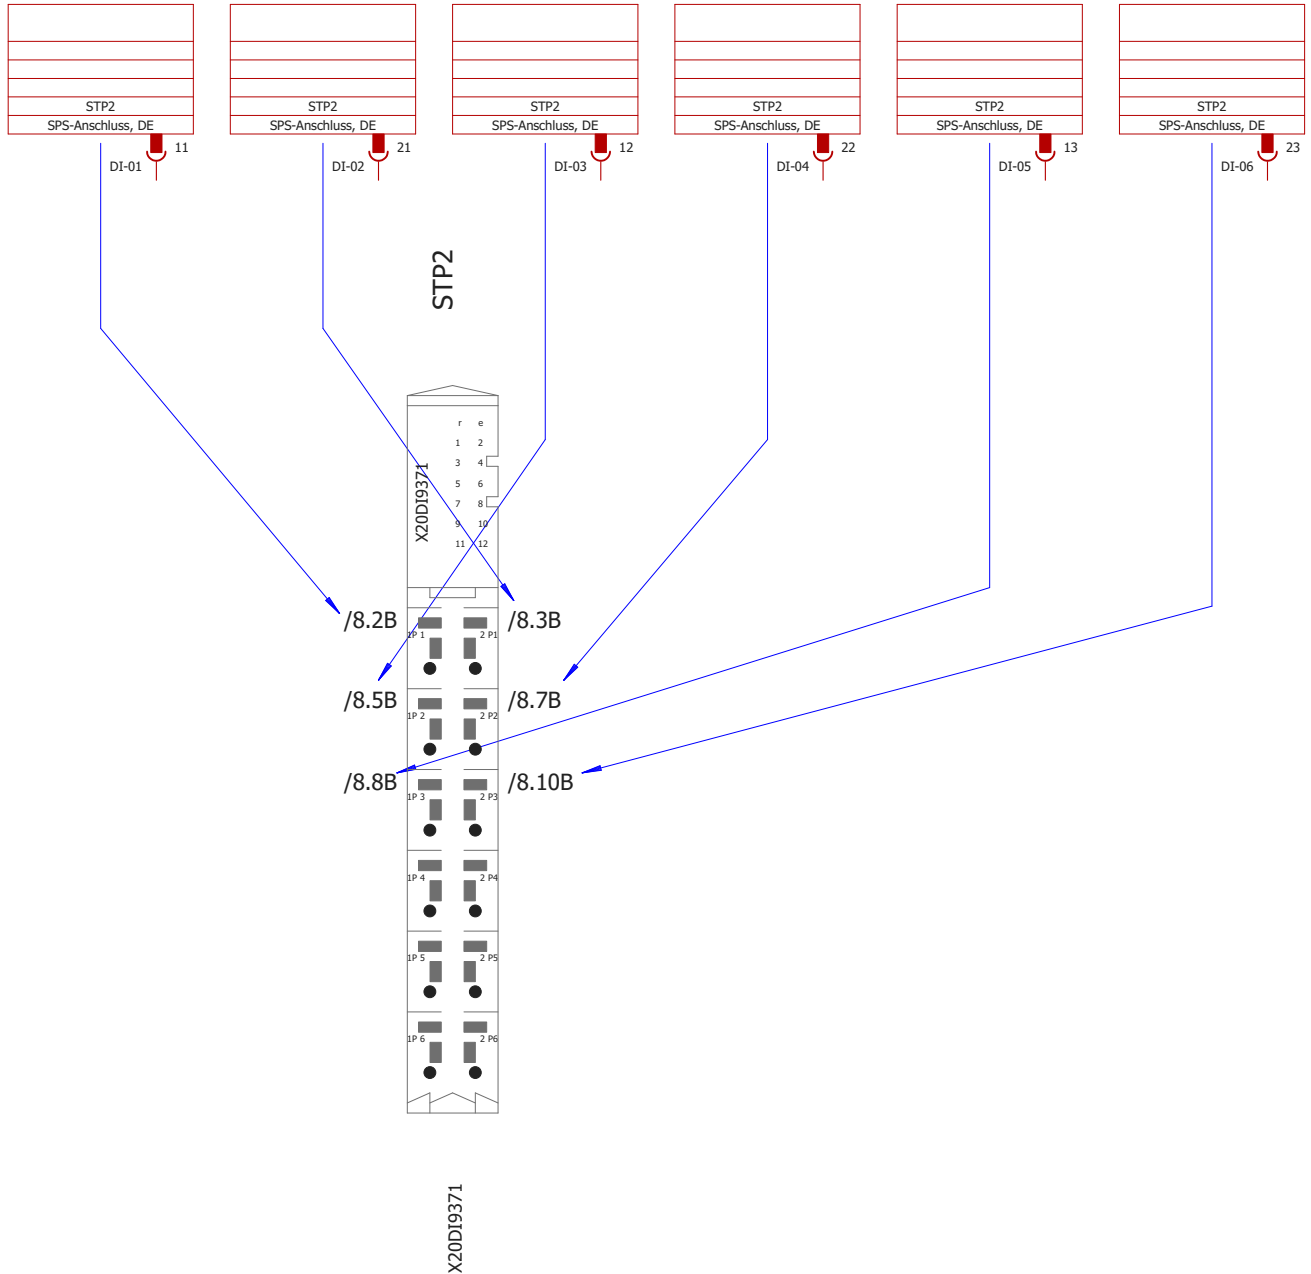 STP2
SPS-Anschluss, DE
11
DI-01
STP2
SPS-Anschluss, DE
21
DI-02
STP2
SPS-Anschluss, DE
12
DI-03
STP2
SPS-Anschluss, DE
22
DI-04
STP2
SPS-Anschluss, DE
13
DI-05
STP2
SPS-Anschluss, DE
23
DI-06
STP2
X20DI9371
r e
1 2
3 4
5 6
7 8
9 10
11 12
/8.2B
/8.3B
1P 1
2 P1
/8.5B
/8.7B
1P 2
2 P2
/8.8B
/8.10B
1P 3
2 P3
1P 4
2 P4
1P 5
2 P5
1P 6
2 P6
X20DI9371